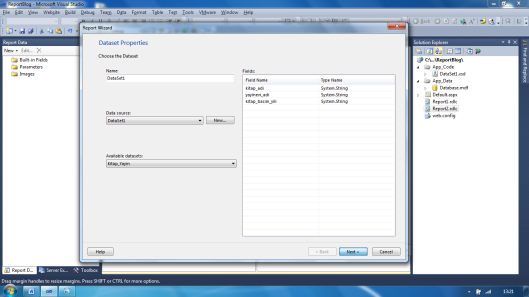 ReportBlog - Microsoft Visual Studio
File Edit View Website Build Debug Team Data Format Table Test Tools VMware Window Help
Report Data
New Edit...
Built-in Fields
Parameters
Images
Report Wizard
Dataset Properties
Choose the Dataset
Name
DataSet1
Data source:
DataSet1
New...
Available datasets:
Kitap_Yayin
Fields
Field Name Type Name
kitap_adi System.String
yayinevi_adi System.String
kitap_basim_yili System.String
Help
< Back
Next >
Cancel
Solution Explorer
C:\...\ReportBlog\
App_Code
DataSet1.xsd
App_Data
Database.mdf
Default.aspx
Report1.rdlc
Report2.rdlc
web.config
Find and Replace
Report D...
Server Ex...
Toolbox
Drag margin handles to resize margins. Press SHIFT or CTRL for more options.
13:21